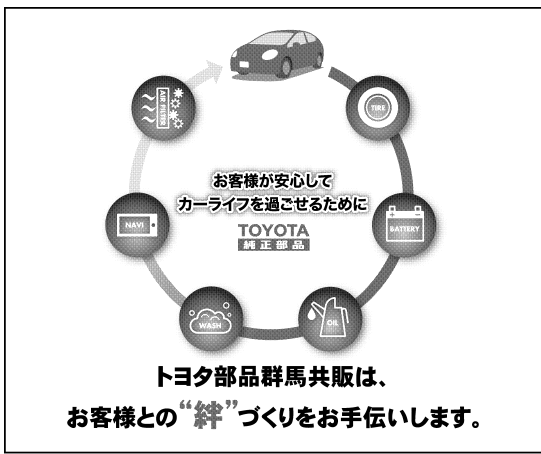 AIR FILTER
TIRE
お客様が安心して
カーライフを過ごせるために
NAVI
TOYOTA
BATTERY
純正部品
WASH
OIL
トヨタ部品群馬共販は、
お客様との“絆”づくりをお手伝いします。